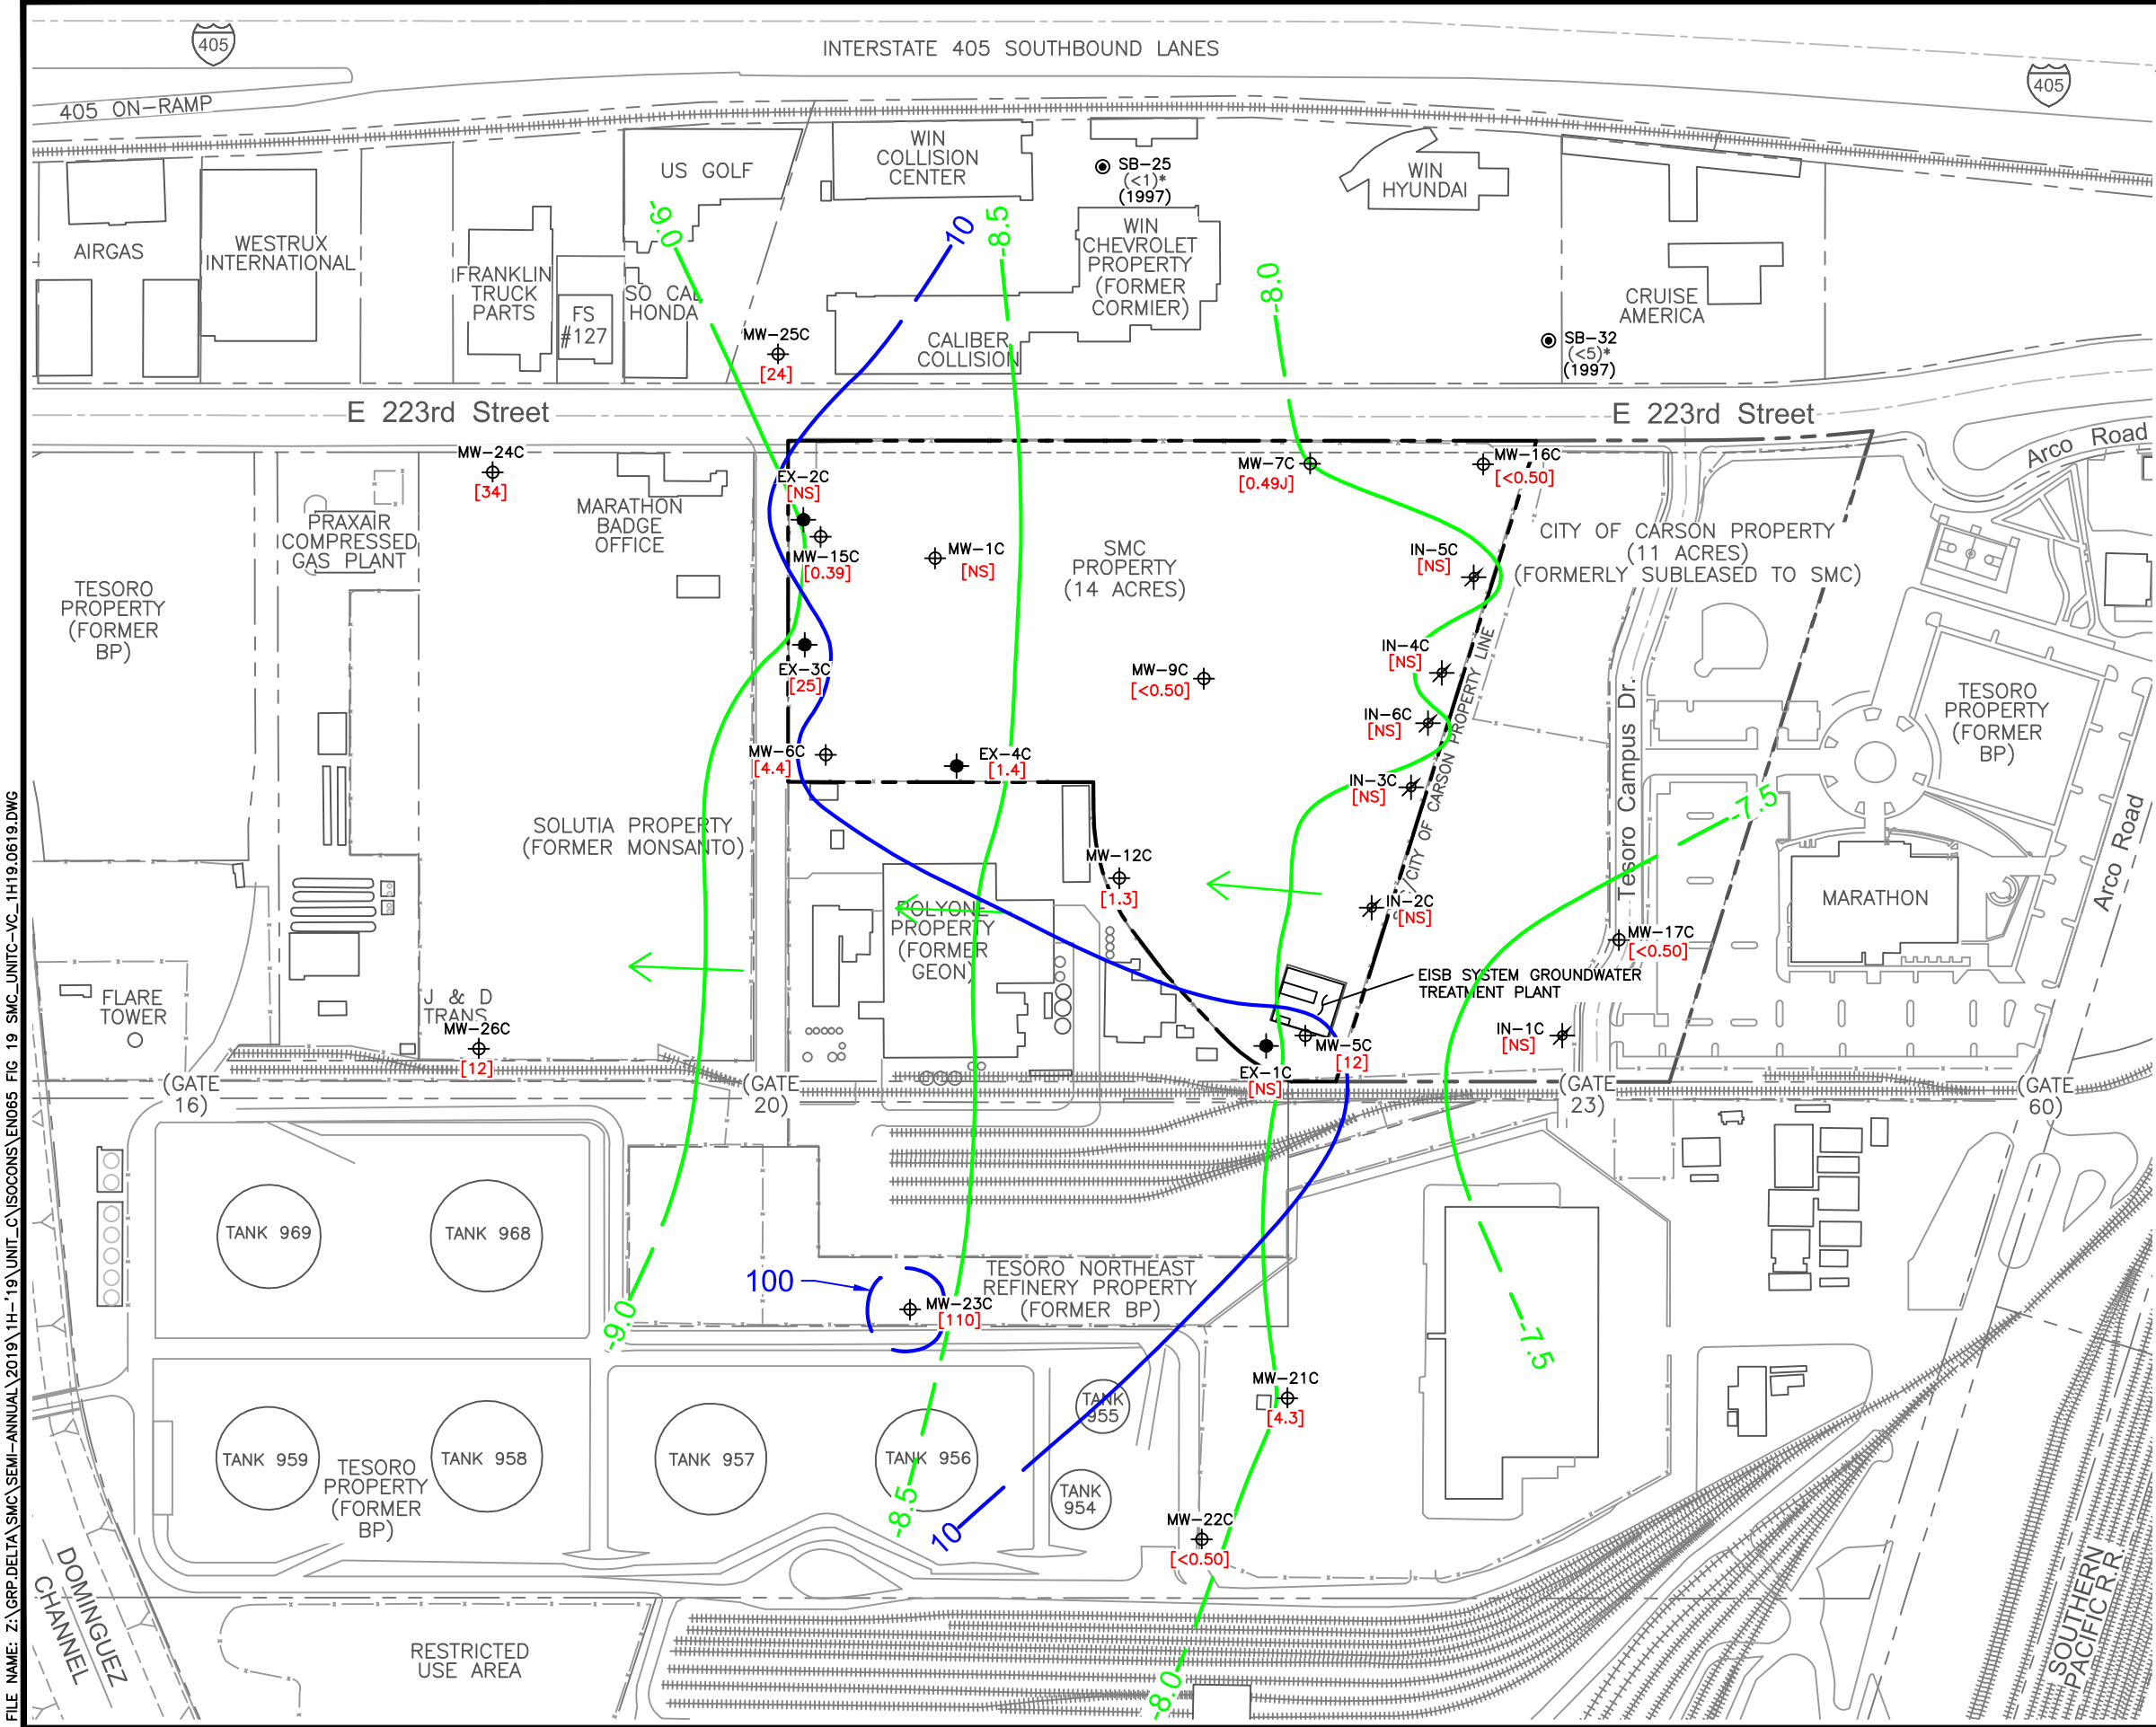 405
INTERSTATE 405 SOUTHBOUND LANES
405
405 ON-RAMP
US GOLF
WIN
COLLISION
CENTER
SB-25
(<1)*
(1997)
WIN
HYUNDAI
AIRGAS
WESTRUX
INTERNATIONAL
FRANKLIN
TRUCK
PARTS
FS
#127
SO CAL
HONDA
-9.0
10
-8.5
WIN
CHEVROLET
PROPERTY
(FORMER
CORMIER)
-8.0
CRUISE
AMERICA
MW-25C
[24]
CALIBER
COLLISION
SB-32
(<5)*
(1997)
E 223rd Street
E 223rd Street
Arco Road
MW-24C
[34]
EX-2C
[NS]
MW-7C
[0.49J]
MW-16C
[<0.50]
PRAXAIR
COMPRESSED
GAS PLANT
MARATHON
BADGE
OFFICE
MW-15C
[0.39]
MW-1C
[NS]
SMC
PROPERTY
(14 ACRES)
IN-5C
[NS]
CITY OF CARSON PROPERTY
(11 ACRES)
(FORMERLY SUBLEASED TO SMC)
TESORO
PROPERTY
(FORMER
BP)
EX-3C
[25]
MW-9C
[<0.50]
IN-4C
[NS]
IN-6C
[NS]
CITY OF CARSON PROPERTY LINE
Tesoro Campus Dr.
TESORO
PROPERTY
(FORMER
BP)
MW-6C
[4.4]
EX-4C
[1.4]
IN-3C
[NS]
-7.5
SOLUTIA PROPERTY
(FORMER MONSANTO)
MW-12C
[1.3]
IN-2C
[NS]
MARATHON
Arco Road
POLYONE
PROPERTY
(FORMER
GEON)
MW-17C
[<0.50]
EISB SYSTEM GROUNDWATER
TREATMENT PLANT
FLARE
TOWER
J & D
TRANS.
MW-26C
[12]
IN-1C
[NS]
MW-5C
[12]
EX-1C
[NS]
(GATE
16)
(GATE
20)
(GATE
23)
(GATE
60)
TANK 969
TANK 968
100
MW-23C
[110]
TESORO NORTHEAST
REFINERY PROPERTY
(FORMER BP)
-9.0
-7.5
MW-21C
[4.3]
TANK 959
TANK 958
TANK 957
TANK 956
TANK
955
TANK
954
TESORO
PROPERTY
(FORMER
BP)
-8.5
10
MW-22C
[<0.50]
DOMINGUEZ
CHANNEL
RESTRICTED
USE AREA
-8.0
SOUTHERN
PACIFIC R.R.
FILE NAME: Z:\GRP.DELTA\SMC\SEMI-ANNUAL\2019\1H-'19\UNIT_C\ISOCONS\EN065 FIG 19 SMC_UNITC-VC_1H19.0619.DWG